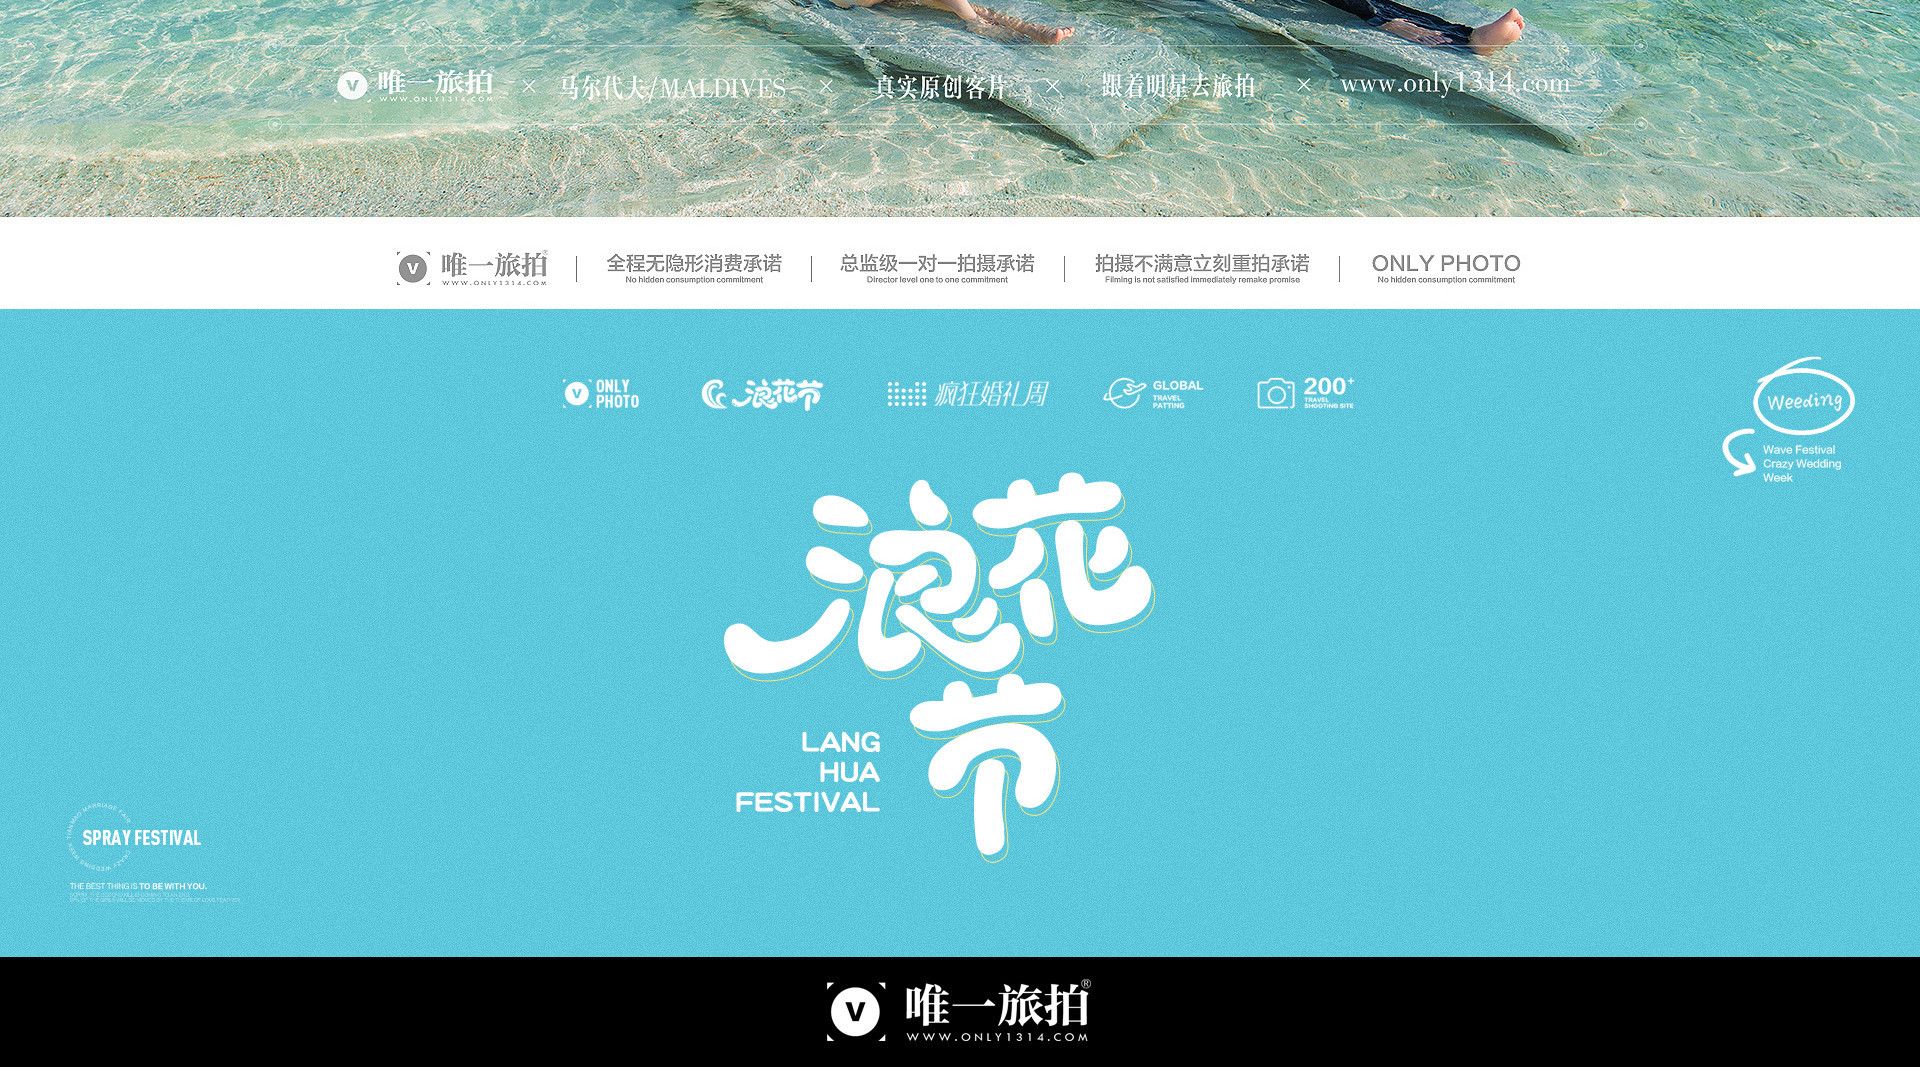 唯一旅拍
WWW.ONLY1314.COM
× 马尔代夫/MALDIVES × 真实原创客片 × 跟着明星去旅拍 × www.only1314.com
唯一旅拍®
WWW.ONLY1314.COM
全程无隐形消费承诺
No hidden consumption commitment
总监级一对一拍摄承诺
Director level one to one commitment
拍摄不满意立刻重拍承诺
Filming is not satisfied immediately remake promise
ONLY PHOTO
No hidden consumption commitment
V
ONLY
PHOTO
浪花节
疯狂婚礼周
GLOBAL
TRAVEL
PATTING
200+
TRAVEL
SHOOTING SITE
Weeding
Wave Festival
Crazy Wedding
Week
浪花
节
LANG
HUA
FESTIVAL
TIANMAO MARRIAGE FAIR
SPRAY FESTIVAL
CRAZY WEDDING WEEK
THE BEST THING IS TO BE WITH YOU.
V
唯一旅拍®
WWW.ONLY1314.COM